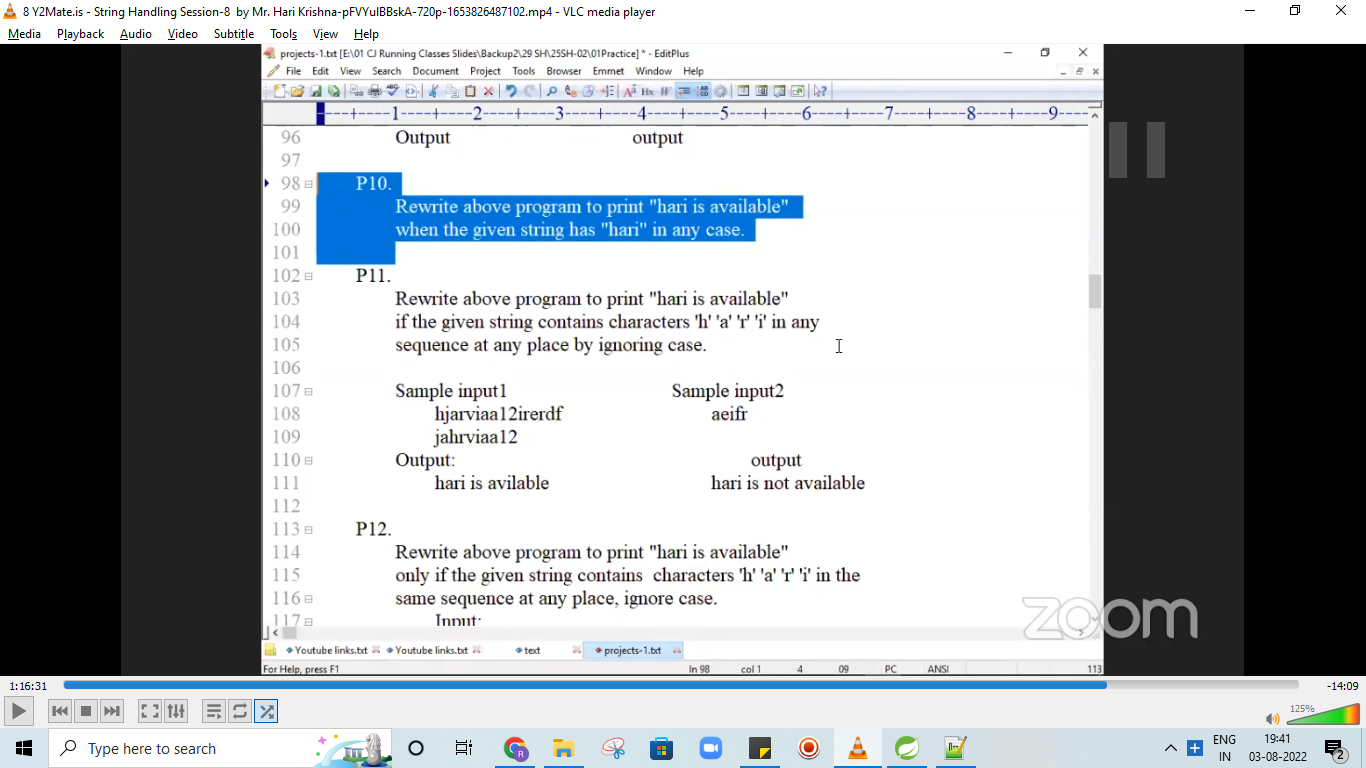 8 Y2Mate.is - String Handling Session-8 by Mr. Hari Krishna-pFVYuIBBskA-720p-1653826487102.mp4 - VLC media player
Media Playback Audio Video Subtitle Tools View Help
projects-1.txt [E:\01 CJ Running Classes Slides\Backup2\29 SH\25SH-02\01Practice] * - EditPlus
File Edit View Search Document Project Tools Browser Emmet Window Help
----+----1----+----2----+----3----+----4----+----5----+----6----+----7----+----8----+----9----
96 Output output
97
98 P10.
99 Rewrite above program to print "hari is available"
100 when the given string has "hari" in any case.
101
102 P11.
103 Rewrite above program to print "hari is available"
104 if the given string contains characters 'h' 'a' 'r' 'i' in any
105 sequence at any place by ignoring case.
106
107 Sample input1 Sample input2
108 hjarviaa12irerdf aeifr
109 jahrviaa12
110 Output: output
111 hari is avilable hari is not available
112
113 P12.
114 Rewrite above program to print "hari is available"
115 only if the given string contains characters 'h' 'a' 'r' 'i' in the
116 same sequence at any place, ignore case.
117 Input:
zoom
Youtube links.txt Youtube links.txt text projects-1.txt
For Help, press F1 ln 98 col 1 4 09 PC ANSI 113
1:16:31 -14:09
125%
Type here to search
ENG 19:41
IN 03-08-2022 2